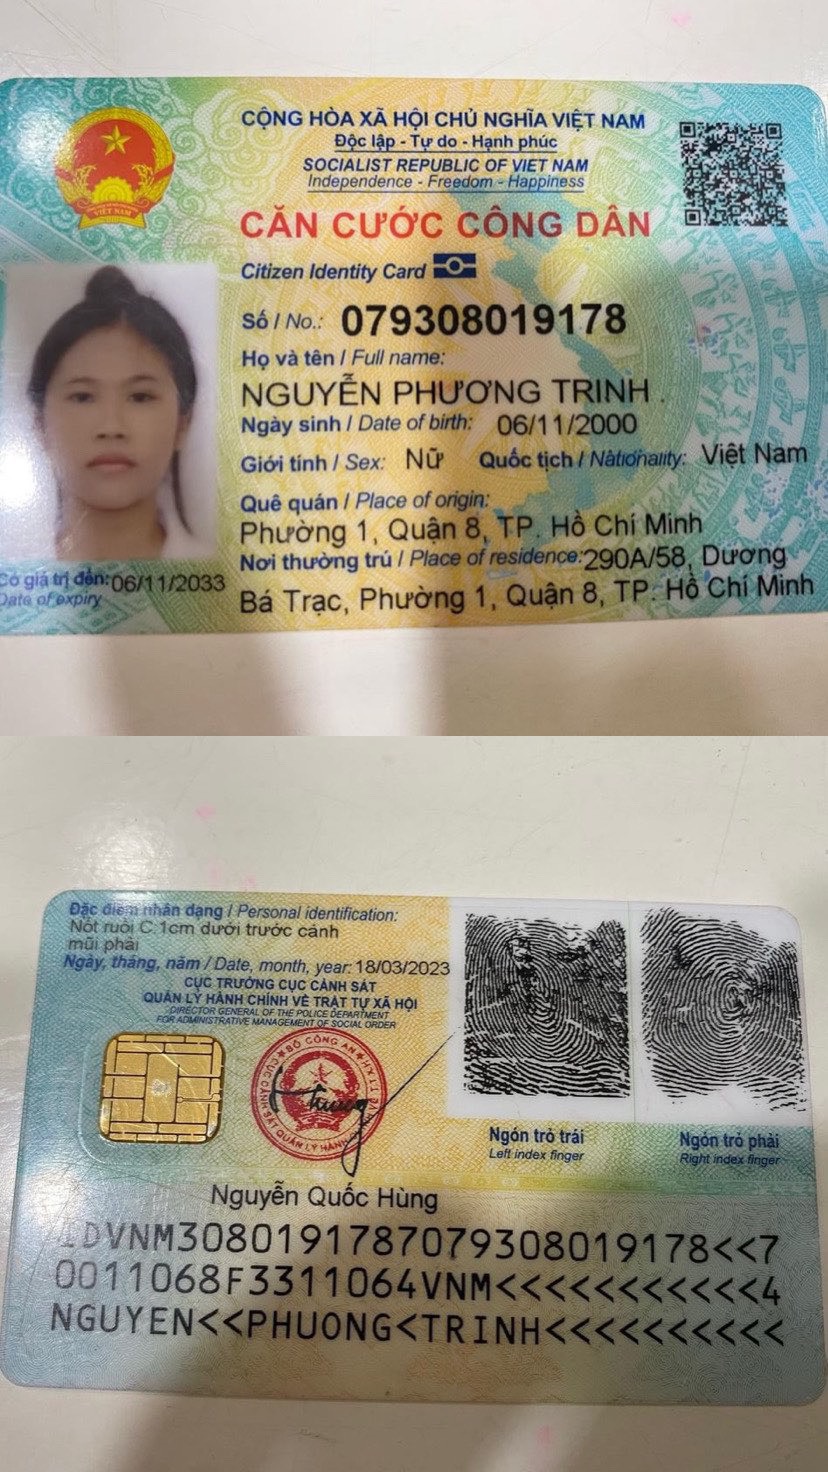 CỘNG HÒA XÃ HỘI CHỦ NGHĨA VIỆT NAM
Độc lập - Tự do - Hạnh phúc
SOCIALIST REPUBLIC OF VIET NAM
Independence - Freedom - Happiness
VIỆT NAM
CĂN CƯỚC CÔNG DÂN
Citizen Identity Card
Số / No.: 079308019178
Họ và tên / Full name:
NGUYỄN PHƯƠNG TRINH
Ngày sinh / Date of birth: 06/11/2000
Giới tính / Sex: Nữ Quốc tịch / Nationality: Việt Nam
Quê quán / Place of origin:
Phường 1, Quận 8, TP. Hồ Chí Minh
Nơi thường trú / Place of residence: 290A/58, Dương
Bá Trạc, Phường 1, Quận 8, TP. Hồ Chí Minh
Có giá trị đến: 06/11/2033
Date of expiry
Đặc điểm nhân dạng / Personal identification:
Nốt ruồi C.1cm dưới trước cánh
mũi phải
Ngày, tháng, năm / Date, month, year: 18/03/2023
CỤC TRƯỞNG CỤC CẢNH SÁT
QUẢN LÝ HÀNH CHÍNH VỀ TRẬT TỰ XÃ HỘI
DIRECTOR GENERAL OF THE POLICE DEPARTMENT
FOR ADMINISTRATIVE MANAGEMENT OF SOCIAL ORDER
BỘ CÔNG AN
Ngón trỏ trái
Left index finger
Ngón trỏ phải
Right index finger
Nguyễn Quốc Hùng
IDVNM3080191787079308019178<<7
0011068F3311064VNM<<<<<<<<<<<4
NGUYEN<<PHUONG<TRINH<<<<<<<<<<